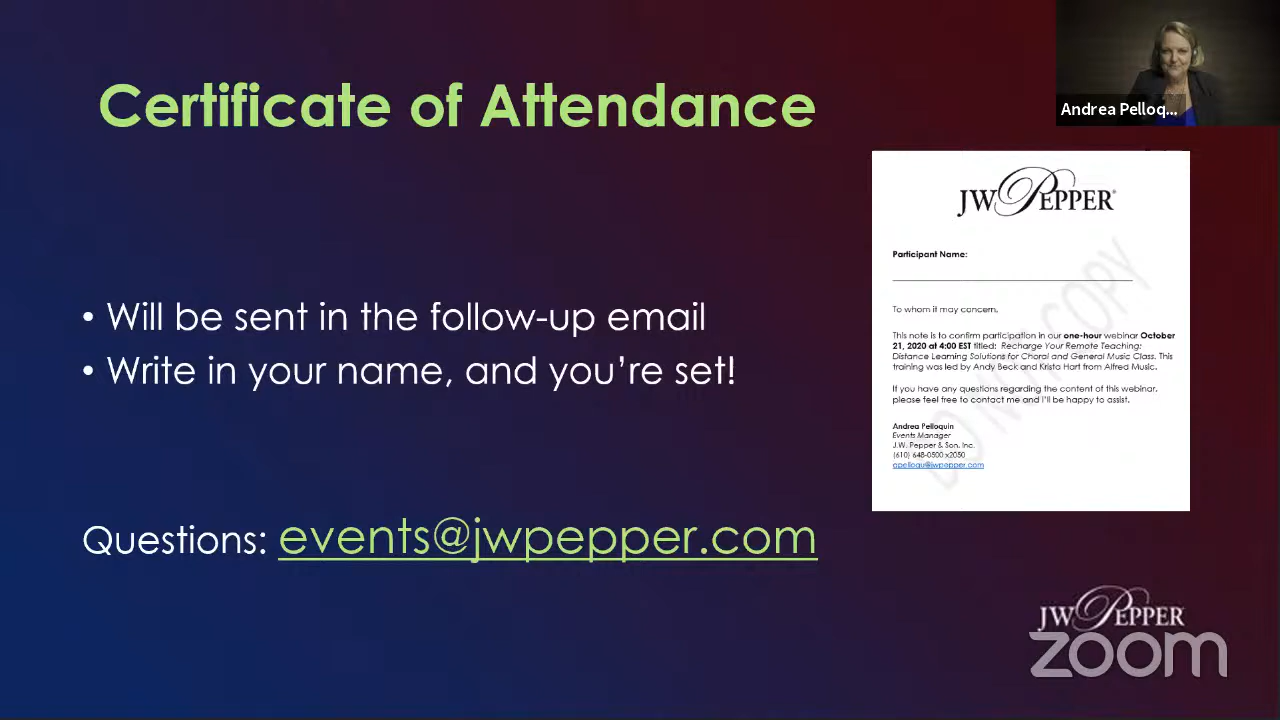 Certificate of Attendance
Andrea Pelloq...
• Will be sent in the follow-up email
• Write in your name, and you're set!
Questions: events@jwpepper.com
JW PEPPER
Participant Name:
To whom it may concern,
This note is to confirm participation in our one-hour webinar October
21, 2020 at 4:00 EST titled: Recharge Your Remote Teaching:
Distance Learning Solutions for Choral and General Music Class. This
training was led by Andy Beck and Krista Hart from Alfred Music.
If you have any questions regarding the content of this webinar,
please feel free to contact me and I'll be happy to assist.
Andrea Pelloquin
Events Manager
J.W. Pepper & Son, Inc.
(610) 648-0500 x2050
apelloqu@jwpepper.com
DO NOT COPY
JW PEPPER
zoom